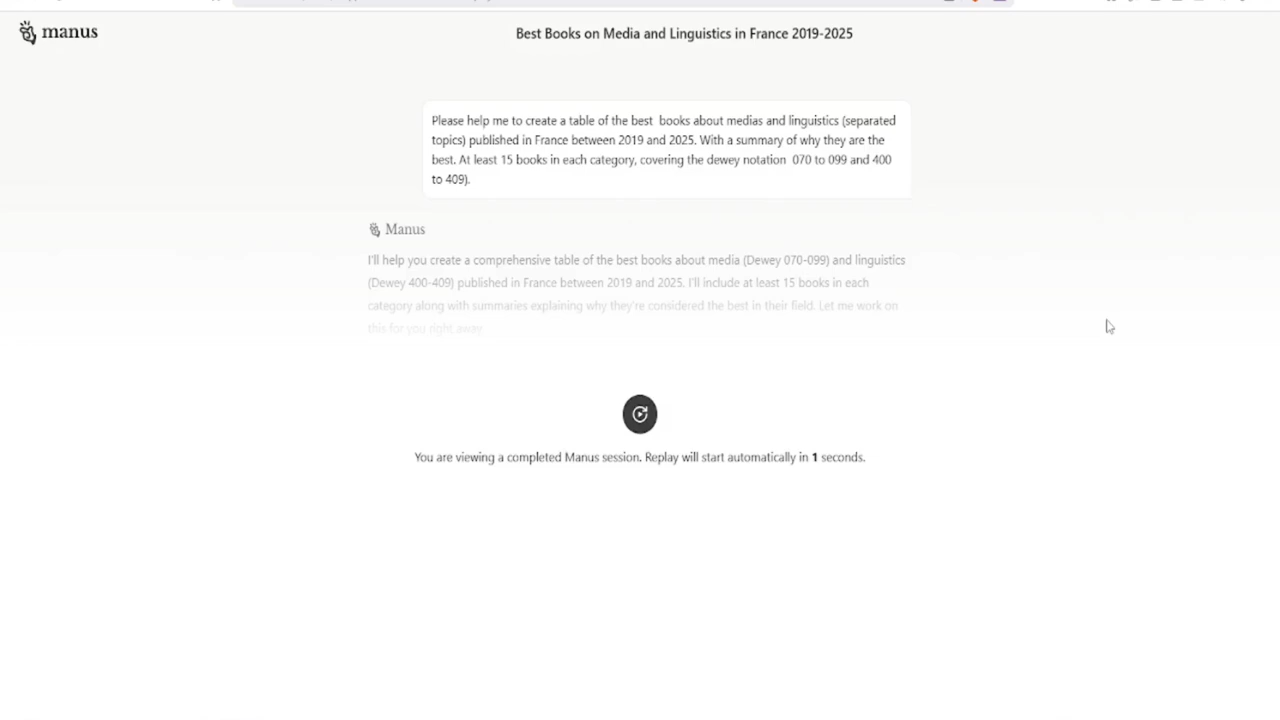 manus
Best Books on Media and Linguistics in France 2019-2025
Please help me to create a table of the best books about medias and linguistics (separated
topics) published in France between 2019 and 2025. With a summary of why they are the
best. At least 15 books in each category, covering the dewey notation 070 to 099 and 400
to 409).
Manus
I'll help you create a comprehensive table of the best books about media (Dewey 070-099) and linguistics
(Dewey 400-409) published in France between 2019 and 2025. I'll include at least 15 books in each
category along with summaries explaining why they're considered the best in their field. Let me work on
this for you right away.
You are viewing a completed Manus session. Replay will start automatically in 1 seconds.